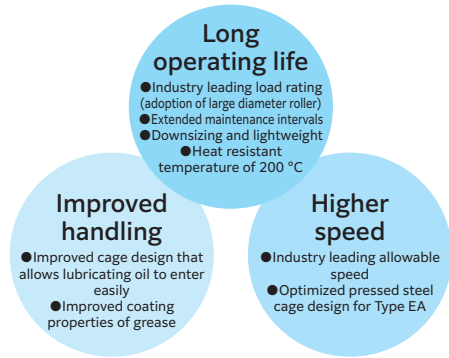 Long
operating life
●Industry leading load rating
(adoption of large diameter roller)
●Extended maintenance intervals
●Downsizing and lightweight
●Heat resistant
temperature of 200 °C
Improved
handling
●Improved cage design that
allows lubricating oil to enter
easily
●Improved coating
properties of grease
Higher
speed
●Industry leading allowable
speed
●Optimized pressed steel
cage design for Type EA